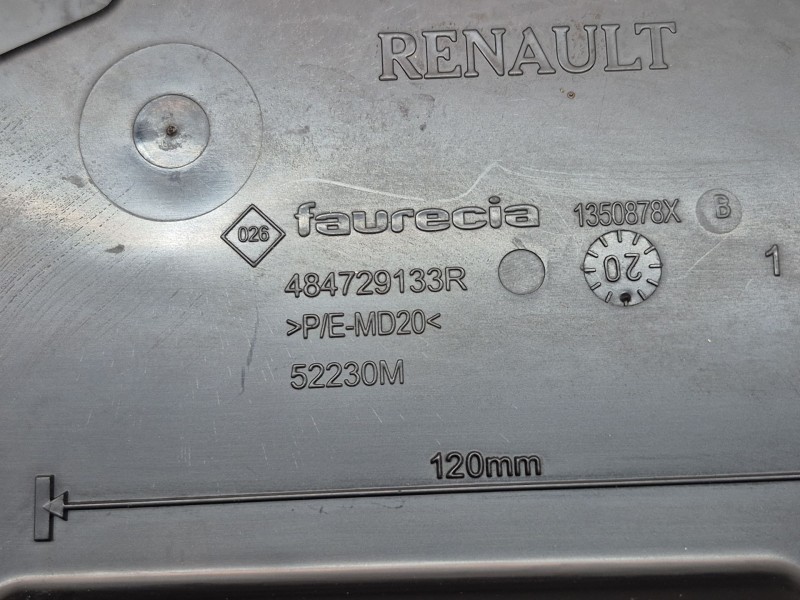 RENAULT
026
faurecia
1350878X
B
484729133R
20
1
>P/E-MD20<
52230M
120mm